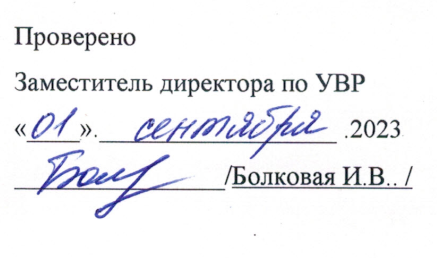 Проверено
Заместитель директора по УВР
«01». сентября .2023
/Болковая И.В.. /